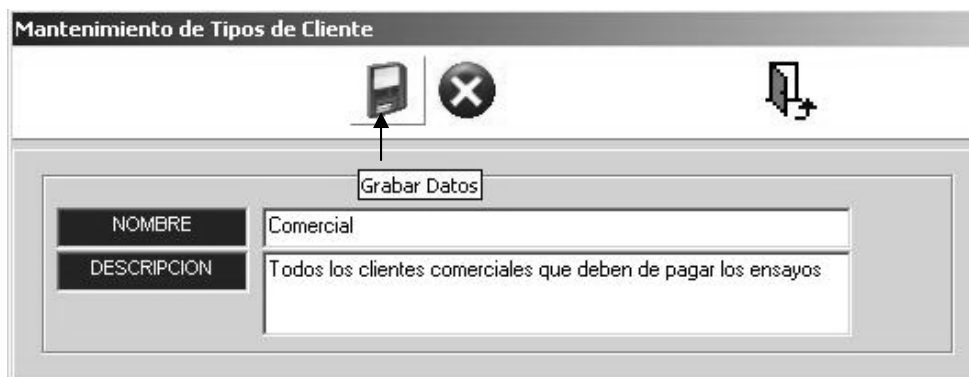 Mantenimiento de Tipos de Cliente
Grabar Datos
NOMBRE
Comercial
DESCRIPCION
Todos los clientes comerciales que deben de pagar los ensayos